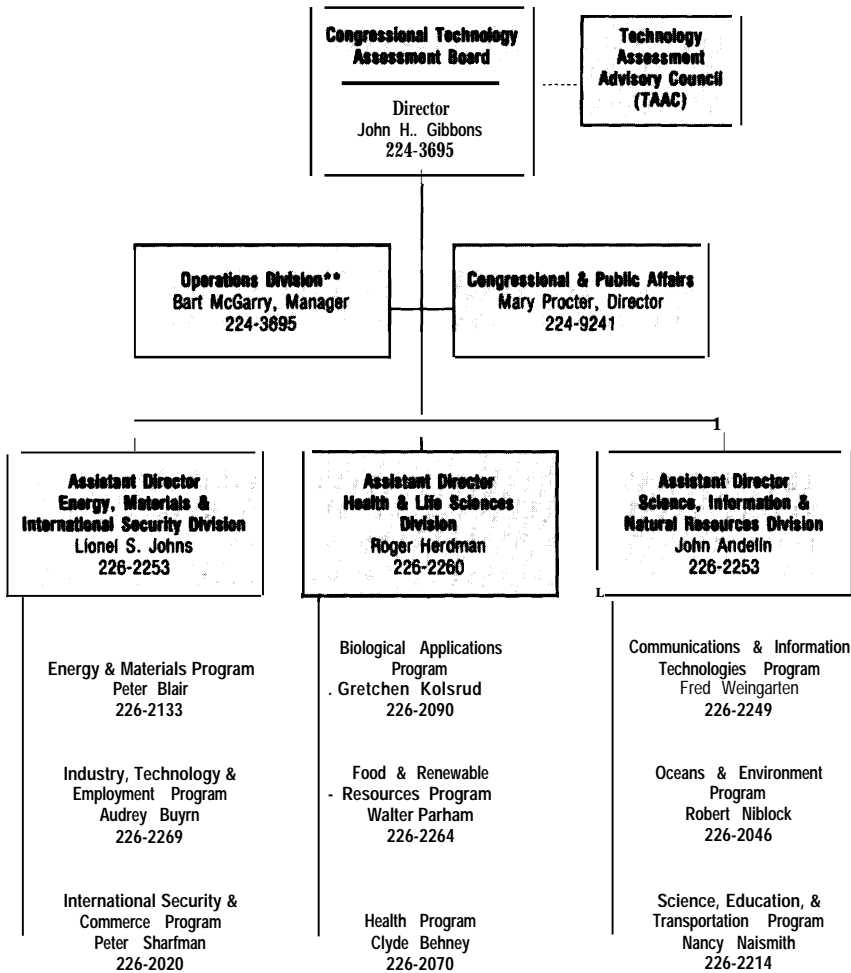 Congressional Technology
Assessment Board
Director
John H.. Gibbons
224-3695
Technology
Assessment
Advisory Council
(TAAC)
Operations Division**
Bart McGarry, Manager
224-3695
Congressional & Public Affairs
Mary Procter, Director
224-9241
1
Assistant Director
Energy, Materials &
International Security Division
Lionel S. Johns
226-2253
Assistant Director
Health & Life Sciences
Division
Roger Herdman
226-2260
Assistant Director
Science, Information &
Natural Resources Division
John Andelin
226-2253
L
Energy & Materials Program
Peter Blair
226-2133
Industry, Technology &
Employment Program
Audrey Buyrn
226-2269
International Security &
Commerce Program
Peter Sharfman
226-2020
Biological Applications
Program
. Gretchen Kolsrud
226-2090
Food & Renewable
- Resources Program
Walter Parham
226-2264
Health Program
Clyde Behney
226-2070
Communications & Information
Technologies Program
Fred Weingarten
226-2249
Oceans & Environment
Program
Robert Niblock
226-2046
Science, Education, &
Transportation Program
Nancy Naismith
226-2214